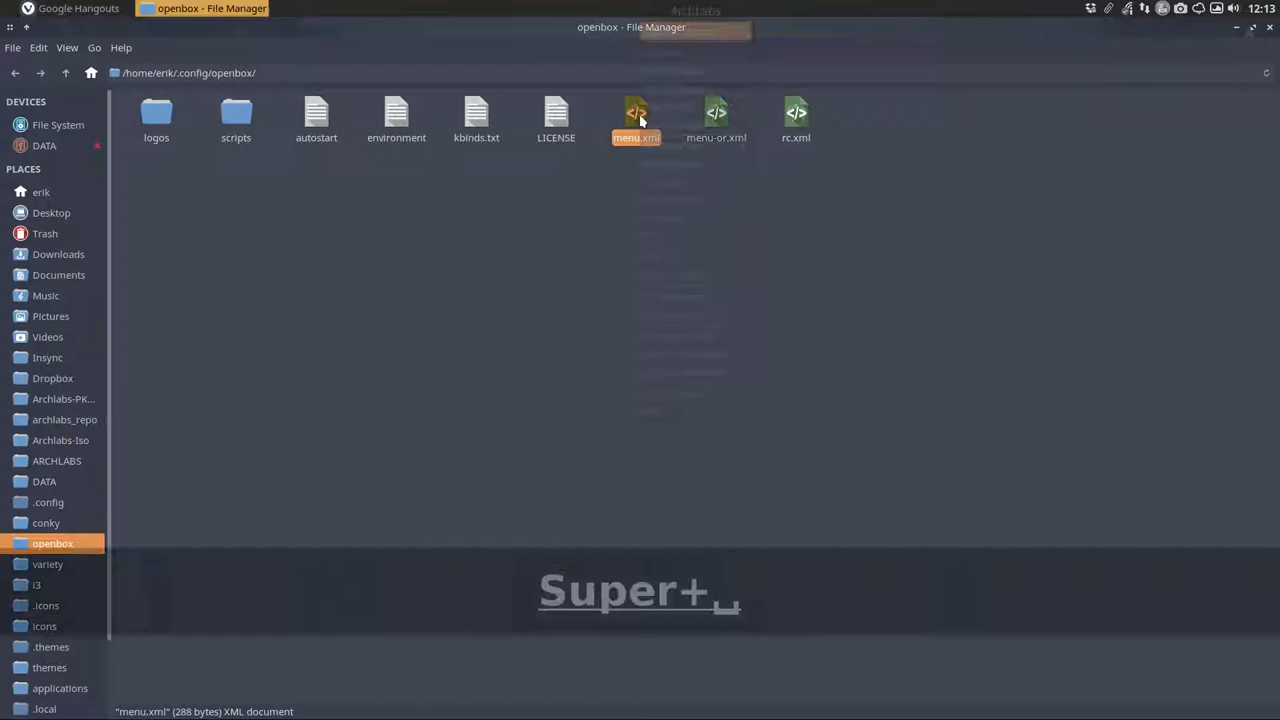 Google Hangouts
openbox - File Manager
12:13
openbox - File Manager
File Edit View Go Help
/home/erik/.config/openbox/
DEVICES
File System
DATA
PLACES
erik
Desktop
Trash
Downloads
Documents
Music
Pictures
Videos
Insync
Dropbox
Archlabs-PK...
archlabs_repo
Archlabs-Iso
ARCHLABS
DATA
.config
conky
openbox
variety
i3
.icons
icons
.themes
themes
applications
.local
logos
scripts
autostart
environment
kbinds.txt
LICENSE
menu.xml
menu-or.xml
rc.xml
ArchLabs
Super+␣
"menu.xml" (288 bytes) XML document